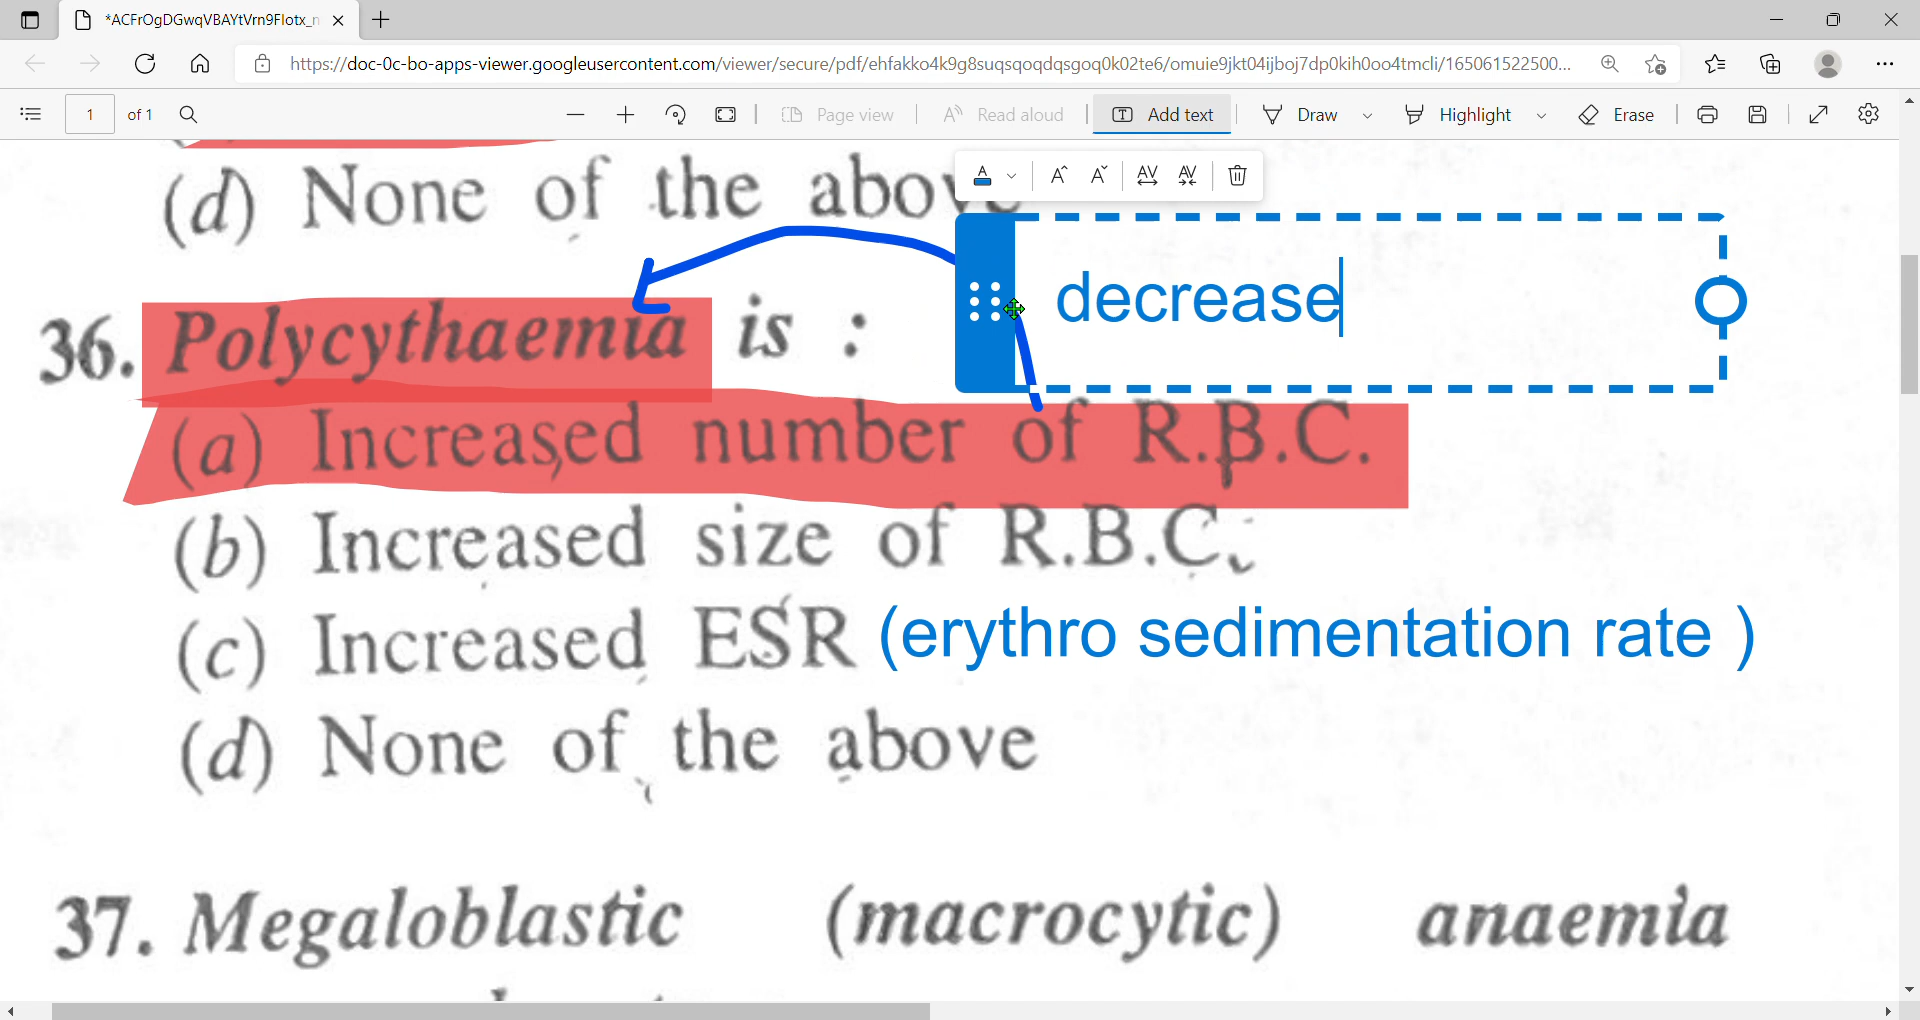 *ACFrOgDGwqVBAYtVrn9Flotx_n
https://doc-0c-bo-apps-viewer.googleusercontent.com/viewer/secure/pdf/ehfakko4k9g8suqsqoqdqsgoq0k02te6/omuie9jkt04ijboj7dp0kih0oo4tmcli/165061522500...
1 of 1 Page view Read aloud Add text Draw Highlight Erase
(d) None of the above
decrease
36. Polycythaemia is :
(a) Increased number of R.B.C.
(b) Increased size of R.B.C.
(c) Increased ESR (erythro sedimentation rate )
(d) None of the above
37. Megaloblastic (macrocytic) anaemia